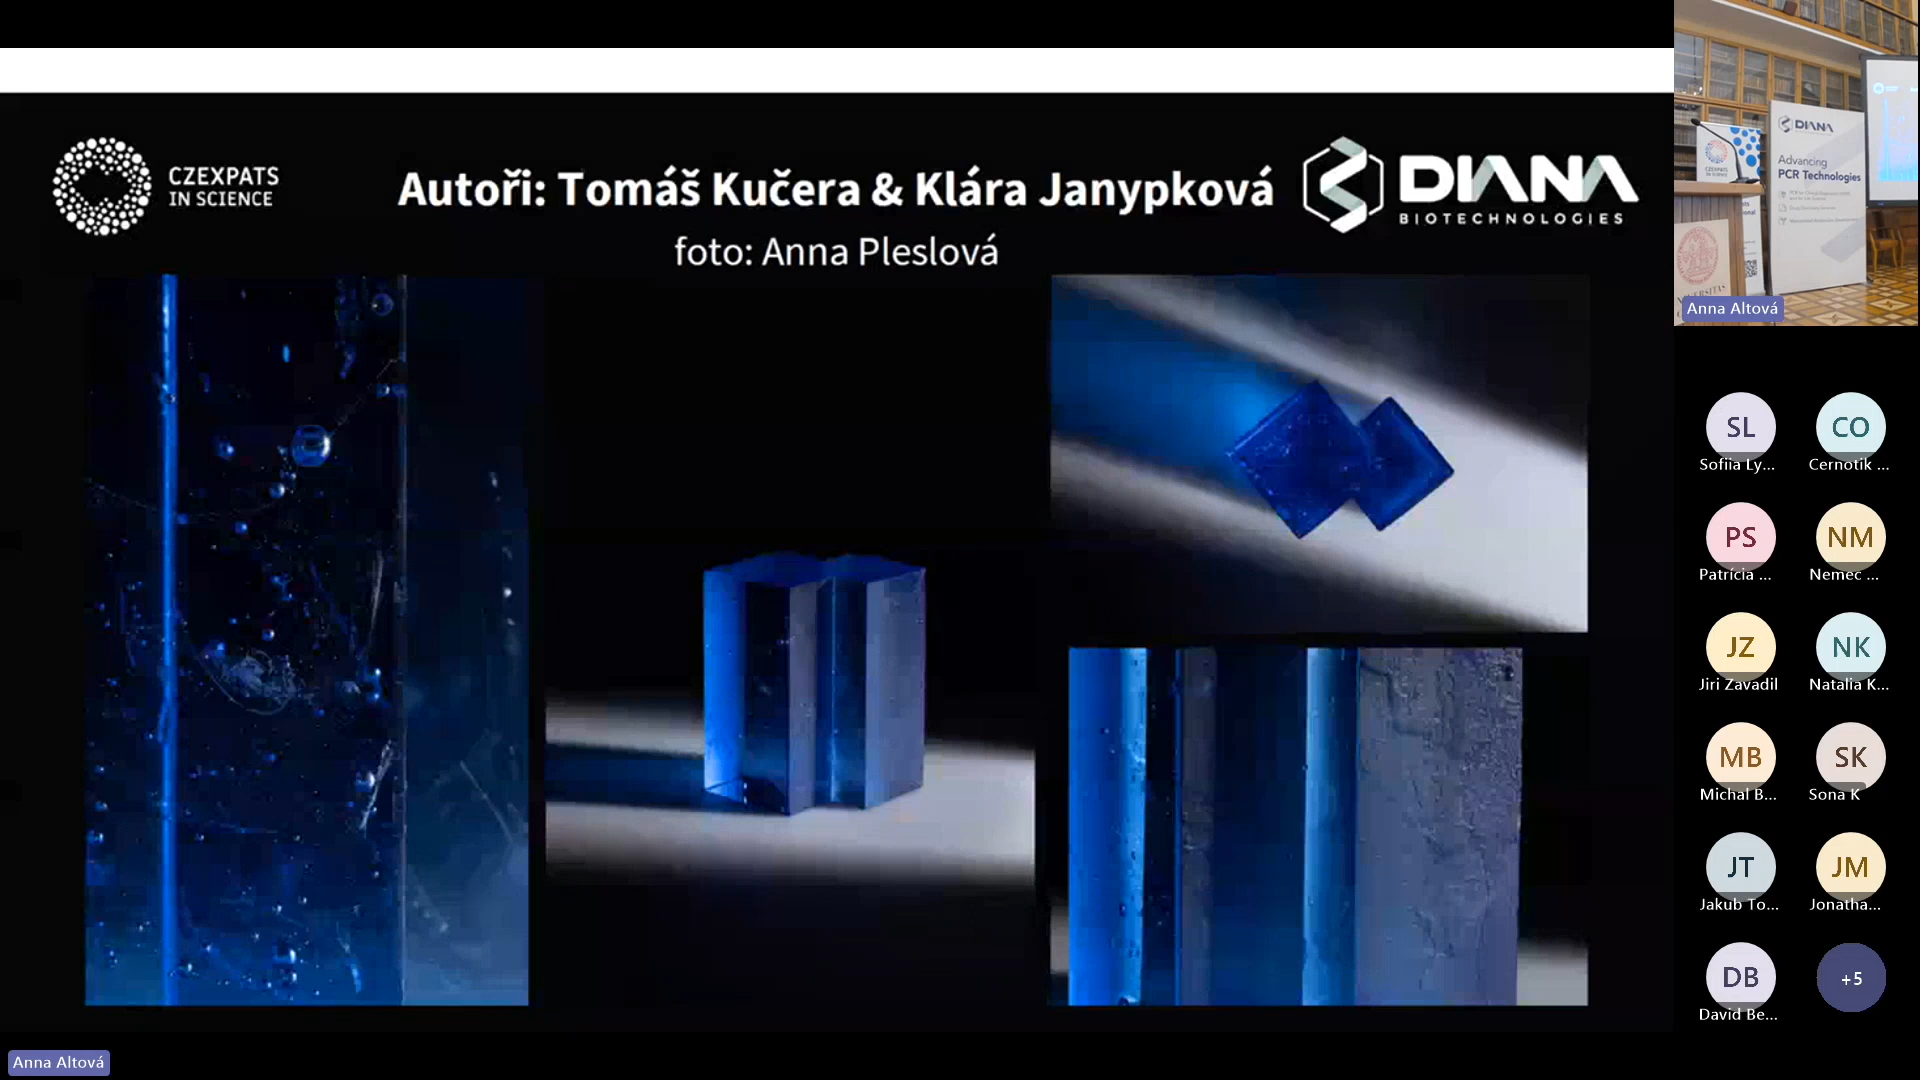 CZEXPATS
IN SCIENCE
Autoři: Tomáš Kučera & Klára Janypková
foto: Anna Pleslová
DIANA
BIOTECHNOLOGIES
DIANA
Advancing
PCR Technologies
Anna Altová
SL
Sofiia Ly...
CO
Cernotik ...
PS
Patrícia ...
NM
Nemec ...
JZ
Jiri Zavadil
NK
Natalia K...
MB
Michal B...
SK
Sona K
JT
Jakub To...
JM
Jonatha...
DB
David Be...
+5
Anna Altová